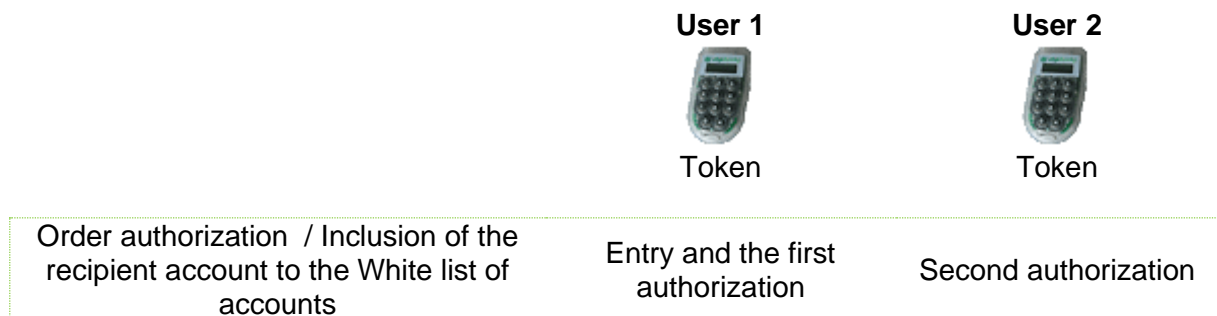 User 1
User 2
Token
Token
Order authorization / Inclusion of the
recipient account to the White list of
accounts
Entry and the first
authorization
Second authorization